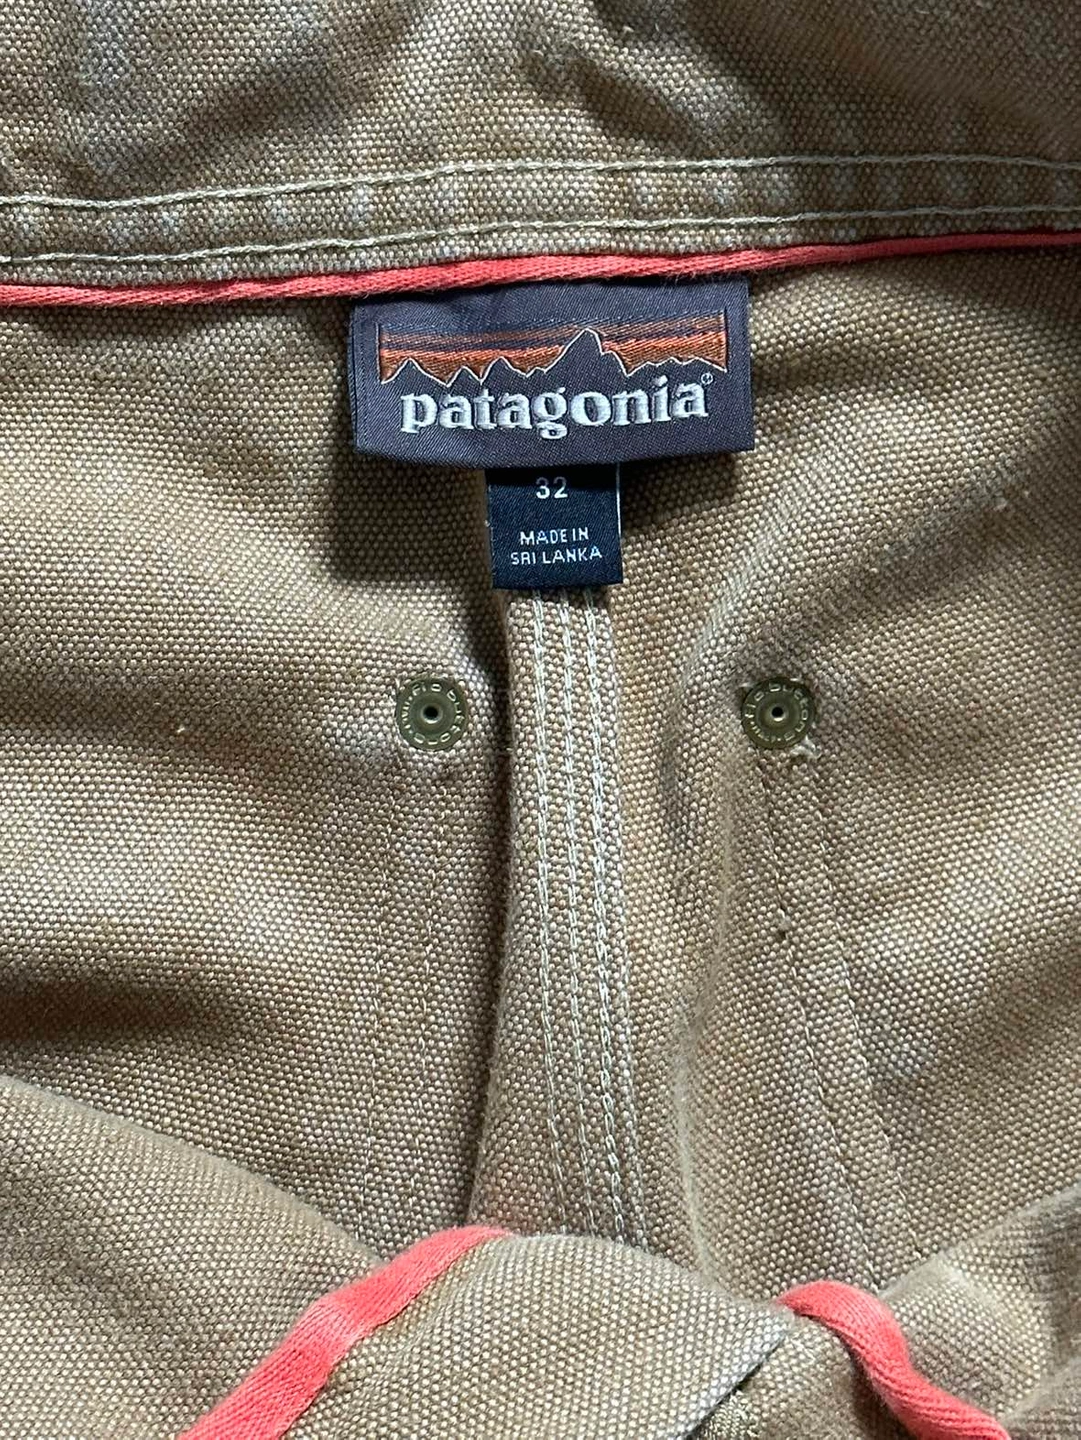 patagonia®
32
MADE IN
SRI LANKA